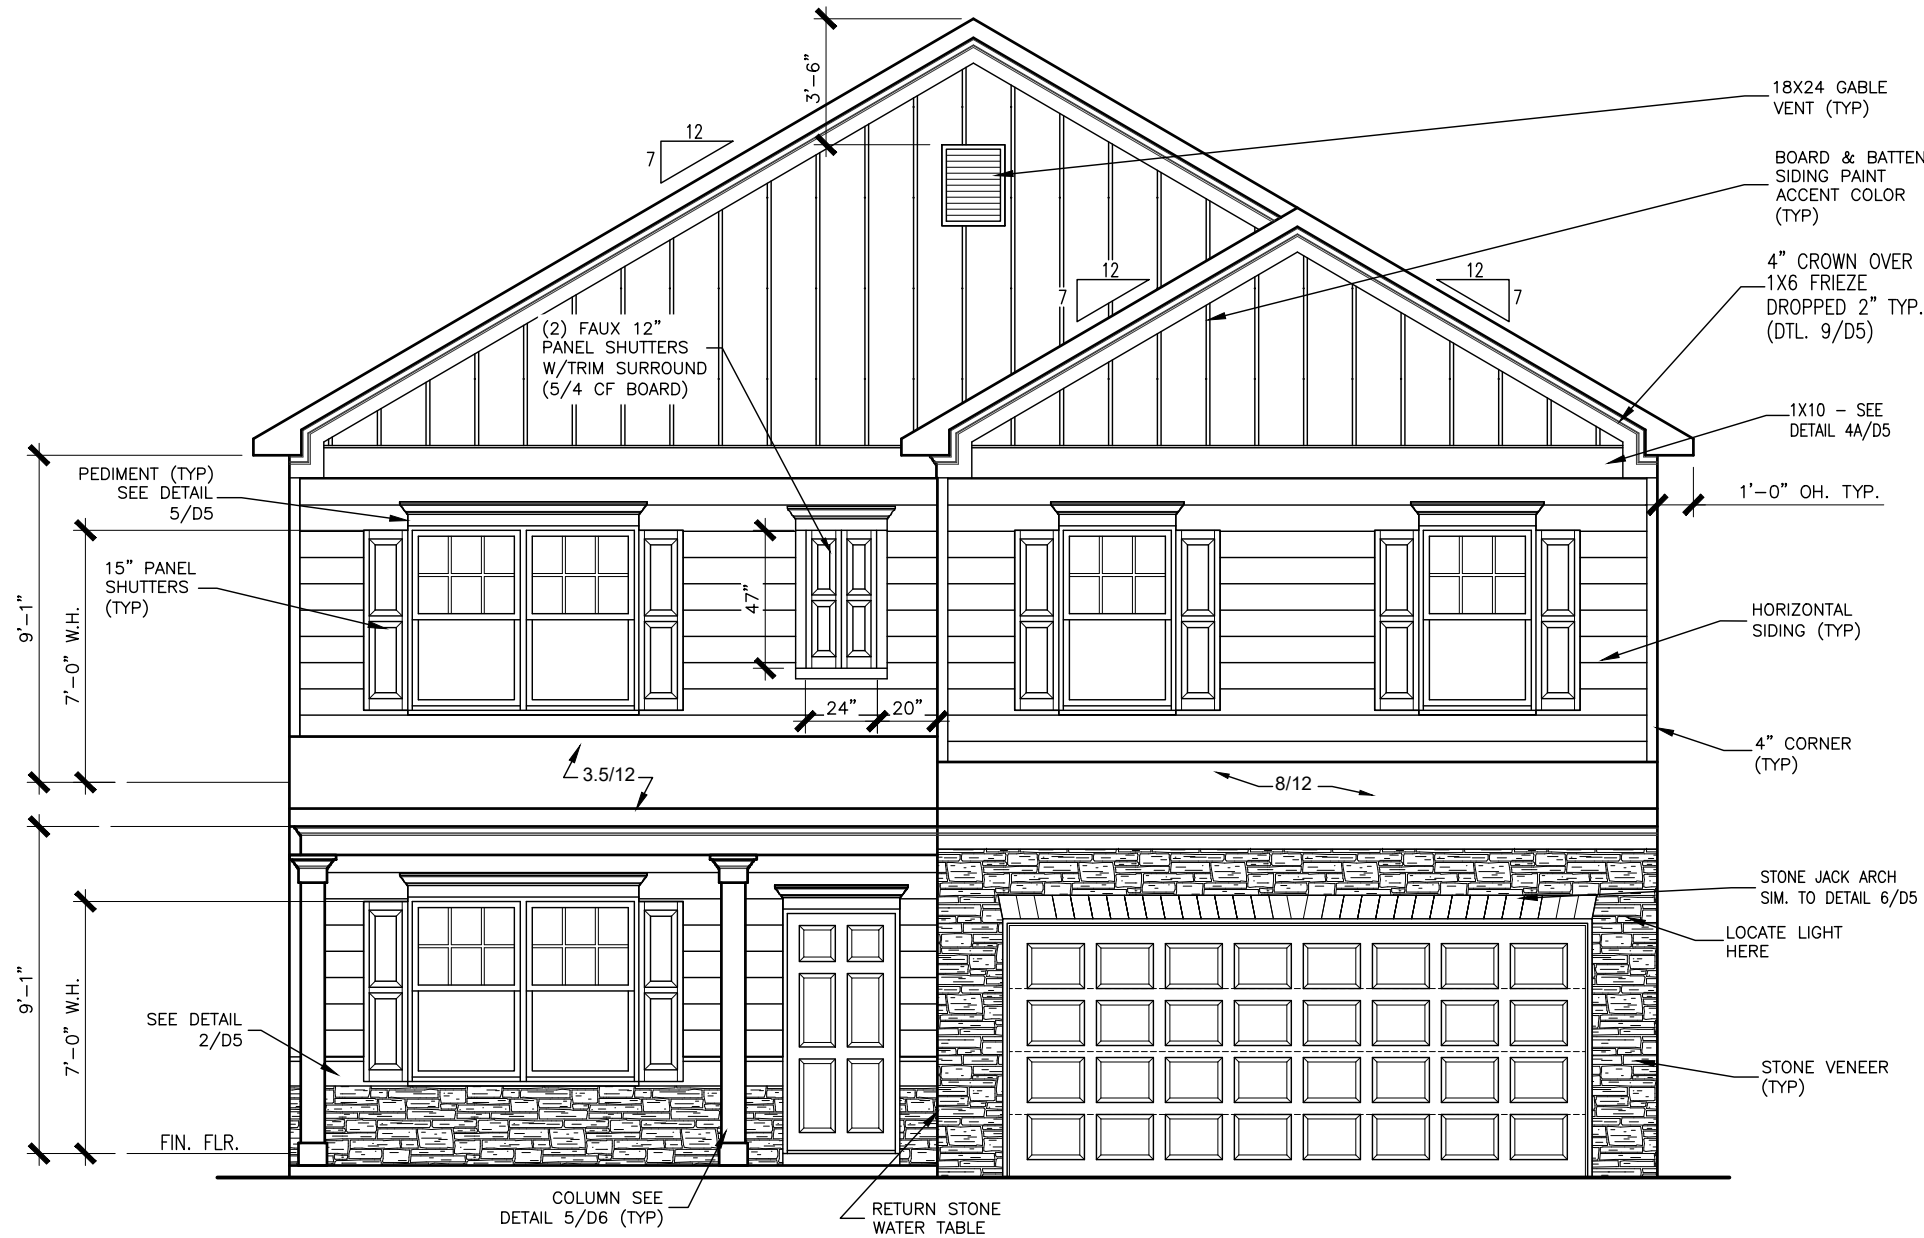 3'-6"
12
7
18X24 GABLE
VENT (TYP)
BOARD & BATTEN
SIDING PAINT
ACCENT COLOR
(TYP)
12
7
12
7
4" CROWN OVER
1X6 FRIEZE
DROPPED 2" TYP.
(DTL. 9/D5)
(2) FAUX 12"
PANEL SHUTTERS
W/TRIM SURROUND
(5/4 CF BOARD)
1X10 - SEE
DETAIL 4A/D5
PEDIMENT (TYP)
SEE DETAIL
5/D5
1'-0" OH. TYP.
15" PANEL
SHUTTERS
(TYP)
9'-1"
7'-0" W.H.
47"
24"
20"
HORIZONTAL
SIDING (TYP)
4" CORNER
(TYP)
3.5/12
8/12
STONE JACK ARCH
SIM. TO DETAIL 6/D5
LOCATE LIGHT
HERE
9'-1"
7'-0" W.H.
SEE DETAIL
2/D5
STONE VENEER
(TYP)
FIN. FLR.
COLUMN SEE
DETAIL 5/D6 (TYP)
RETURN STONE
WATER TABLE